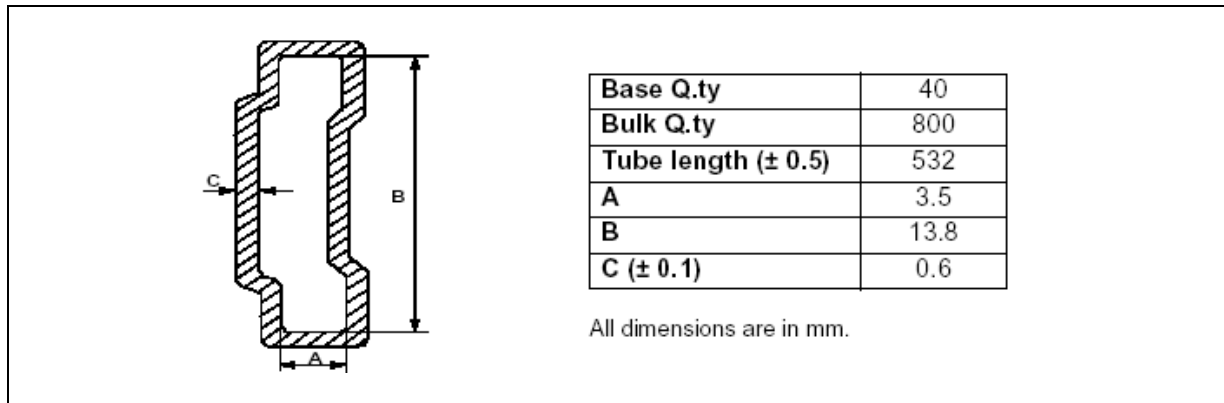 C
B
A
Base Q.ty 40
Bulk Q.ty 800
Tube length (± 0.5) 532
A 3.5
B 13.8
C (± 0.1) 0.6
All dimensions are in mm.